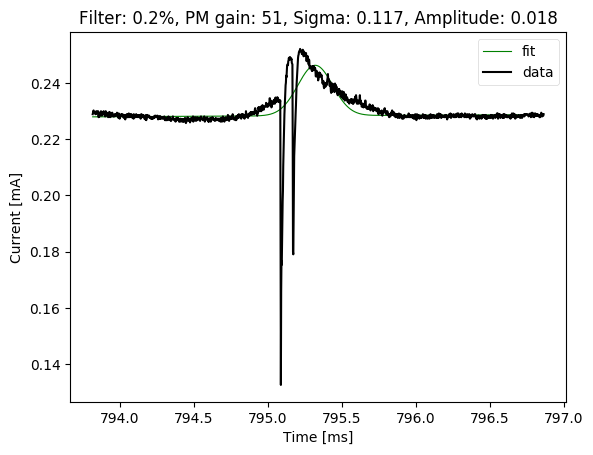 Filter: 0.2%, PM gain: 51, Sigma: 0.117, Amplitude: 0.018
fit
data
0.24
0.22
0.20
0.18
0.16
0.14
Current [mA]
794.0 794.5 795.0 795.5 796.0 796.5 797.0
Time [ms]